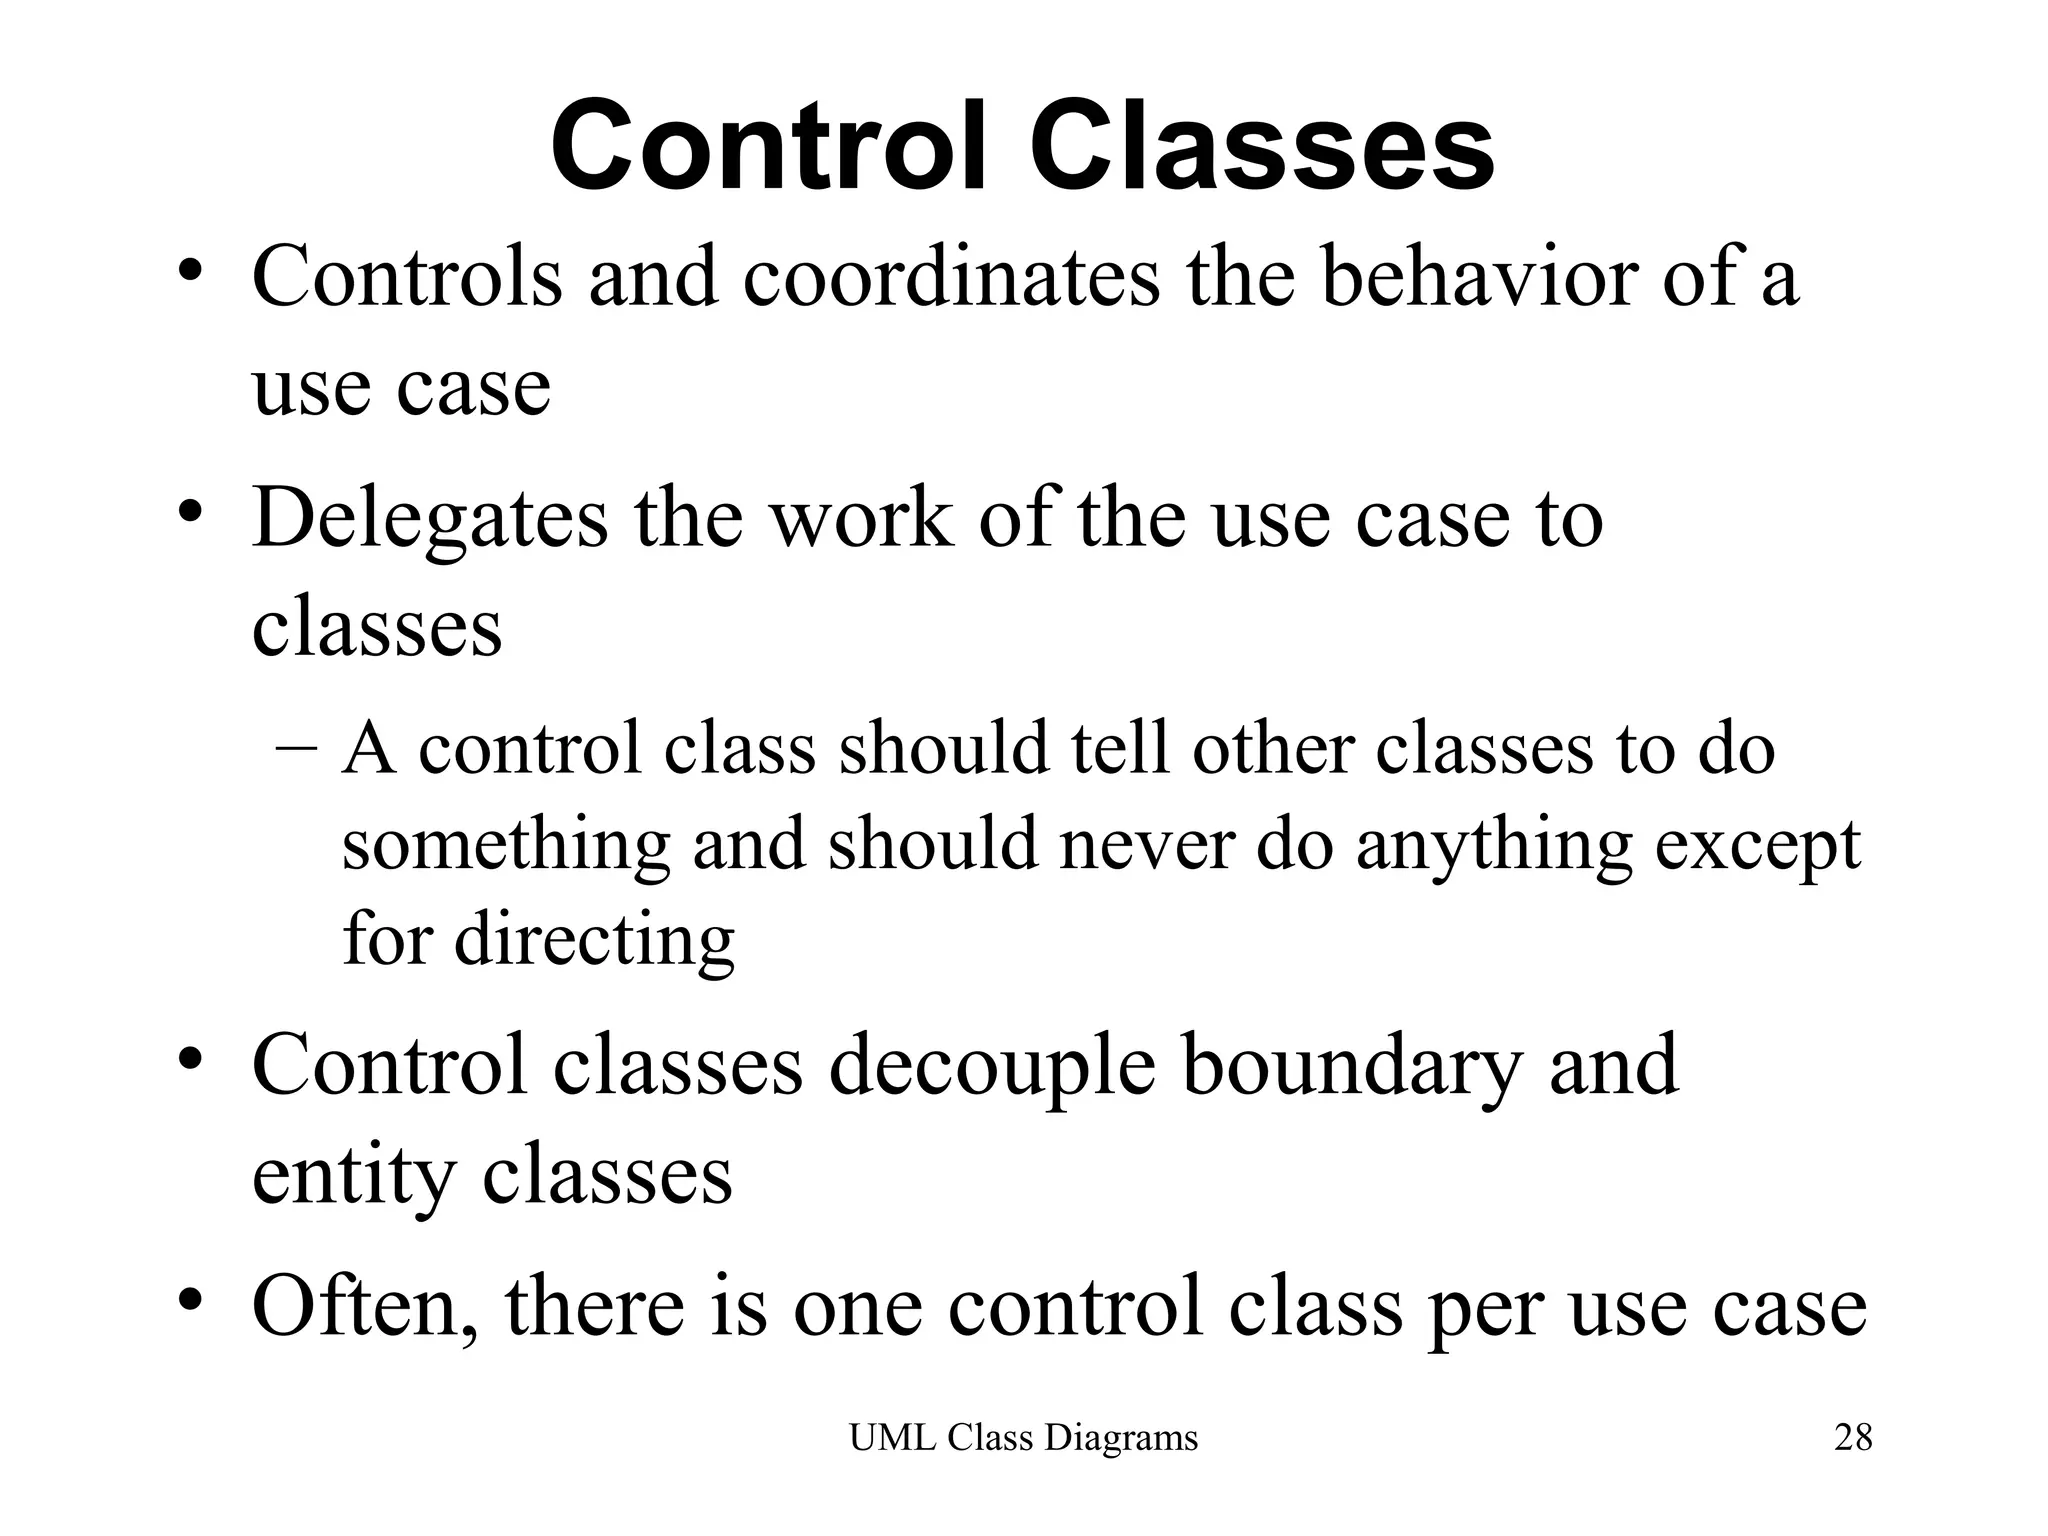 Control Classes
• Controls and coordinates the behavior of a
use case
• Delegates the work of the use case to
classes
– A control class should tell other classes to do
something and should never do anything except
for directing
• Control classes decouple boundary and
entity classes
• Often, there is one control class per use case
UML Class Diagrams
28